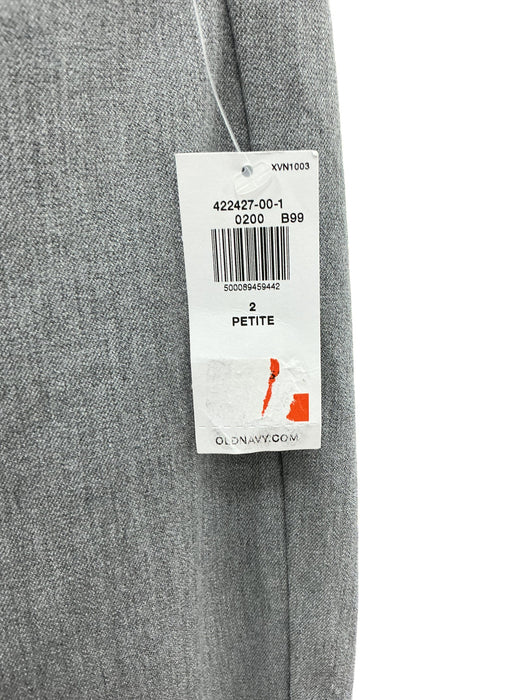 XVN1003
422427-00-1
0200 B99
500089459442
2
PETITE
OLDNAVY.COM